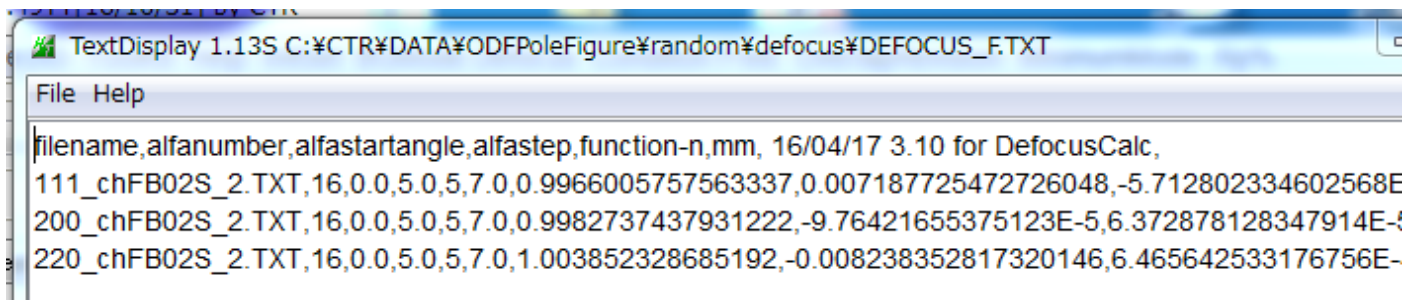 TextDisplay 1.13S C:¥CTR¥DATA¥ODFPoleFigure¥random¥defocus¥DEFOCUS_F.TXT
File Help
filename,alfanumber,alfastartangle,alfastep,function-n,mm, 16/04/17 3.10 for DefocusCalc,
111_chFB02S_2.TXT,16,0.0,5.0,5,7.0,0.9966005757563337,0.007187725472726048,-5.712802334602568E
200_chFB02S_2.TXT,16,0.0,5.0,5,7.0,0.9982737437931222,-9.76421655375123E-5,6.372878128347914E-5
220_chFB02S_2.TXT,16,0.0,5.0,5,7.0,1.003852328685192,-0.008238352817320146,6.465642533176756E-